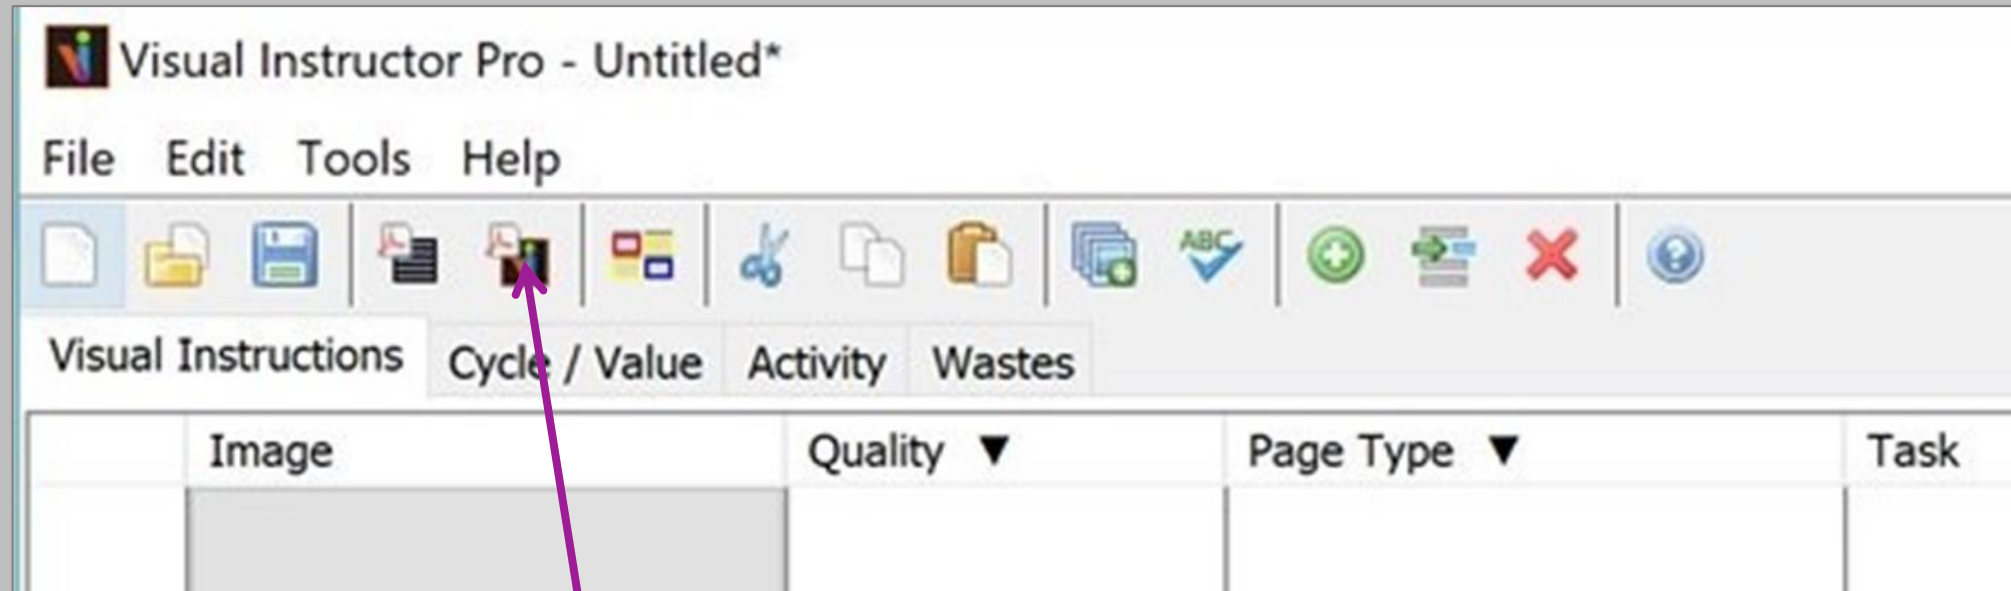 Visual Instructor Pro - Untitled*
File Edit Tools Help
ABC
Visual Instructions Cycle / Value Activity Wastes
Image Quality ▼ Page Type ▼ Task